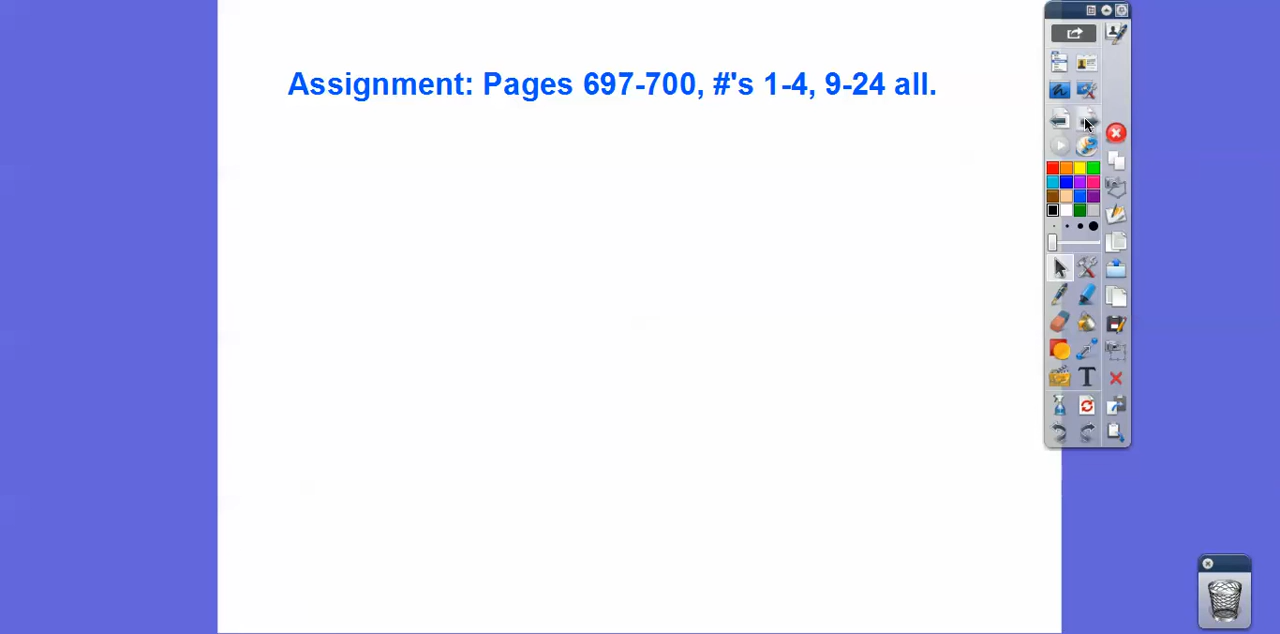 Assignment: Pages 697-700, #'s 1-4, 9-24 all.